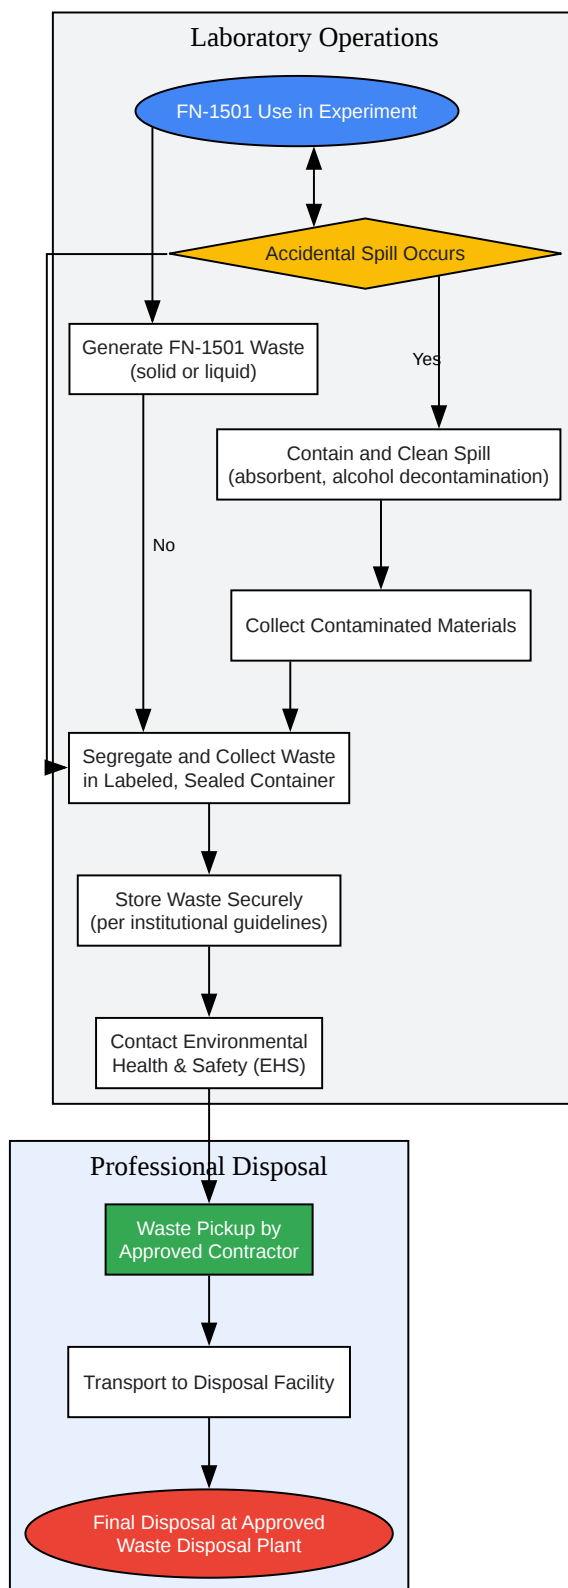 Laboratory Operations
FN-1501 Use in Experiment
Accidental Spill Occurs
Generate FN-1501 Waste
(solid or liquid)
Yes
Contain and Clean Spill
(absorbent, alcohol decontamination)
No
Collect Contaminated Materials
Segregate and Collect Waste
in Labeled, Sealed Container
Store Waste Securely
(per institutional guidelines)
Contact Environmental
Health & Safety (EHS)
Professional Disposal
Waste Pickup by
Approved Contractor
Transport to Disposal Facility
Final Disposal at Approved
Waste Disposal Plant